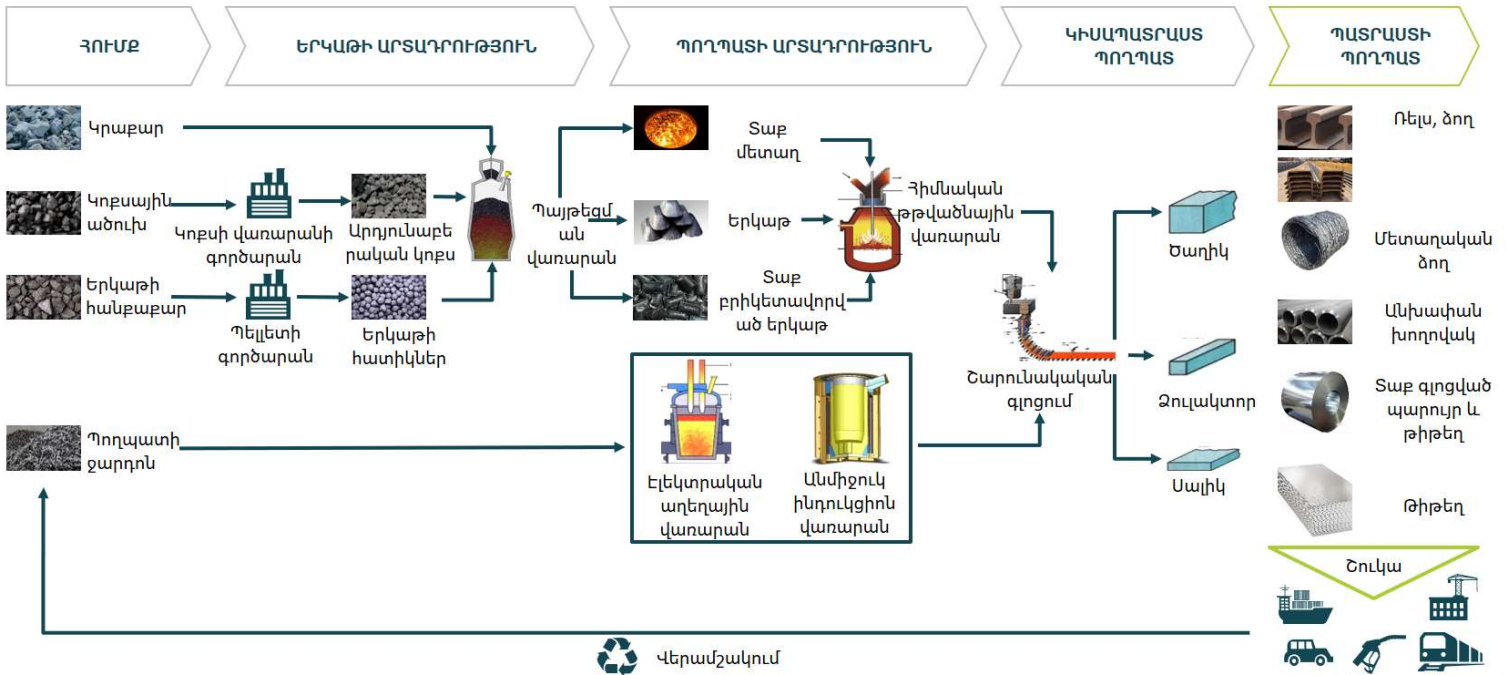 ՀՈՒՄՔ
ԵՐԿԱԹԻ ԱՐՏԱԴՐՈՒԹՅՈՒՆ
ՊՈՂՊԱՏԻ ԱՐՏԱԴՐՈՒԹՅՈՒՆ
ԿԻՍԱՊԱՏՐԱՍՏ
ՊՈՂՊԱՏ
ՊԱՏՐԱՍՏԻ
ՊՈՂՊԱՏ
Կրաքար
Կոքսային
ածուխ
Կոքսի վառարանի
գործարան
Արդյունաբե
րական կոքս
Երկաթի
հանքաքար
Պելլետի
գործարան
Երկաթի
հատիկներ
Պայթեցմ
ան
վառարան
Տաք
մետաղ
Երկաթ
Տաք
բրիկետավորվ
ած երկաթ
Հիմնական
թթվածնային
վառարան
Պողպատի
ջարդոն
Էլեկտրական
աղեղային
վառարան
Անմիջուկ
ինդուկցիոն
վառարան
Շարունակական
գլոցում
Ծաղիկ
Ձուլակտոր
Սալիկ
Ռելս, ձող
Մետաղական
ձող
Անխափան
խողովակ
Տաք գլոցված
պարույր և
թիթեղ
Թիթեղ
Շուկա
Վերամշակում